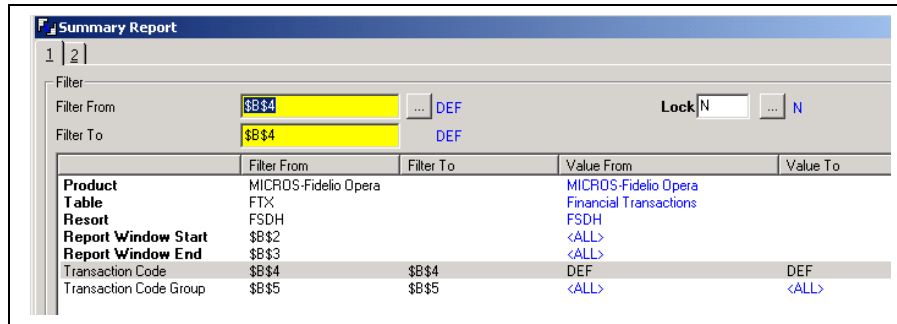 Summary Report
1 2
Filter
Filter From $B$4 ... DEF Lock N ... N
Filter To $B$4 DEF
Filter From Filter To Value From Value To
Product MICROS-Fidelio Opera MICROS-Fidelio Opera
Table FTX Financial Transactions
Resort FSDH FSDH
Report Window Start $B$2 <ALL>
Report Window End $B$3 <ALL>
Transaction Code $B$4 $B$4 DEF DEF
Transaction Code Group $B$5 $B$5 <ALL> <ALL>